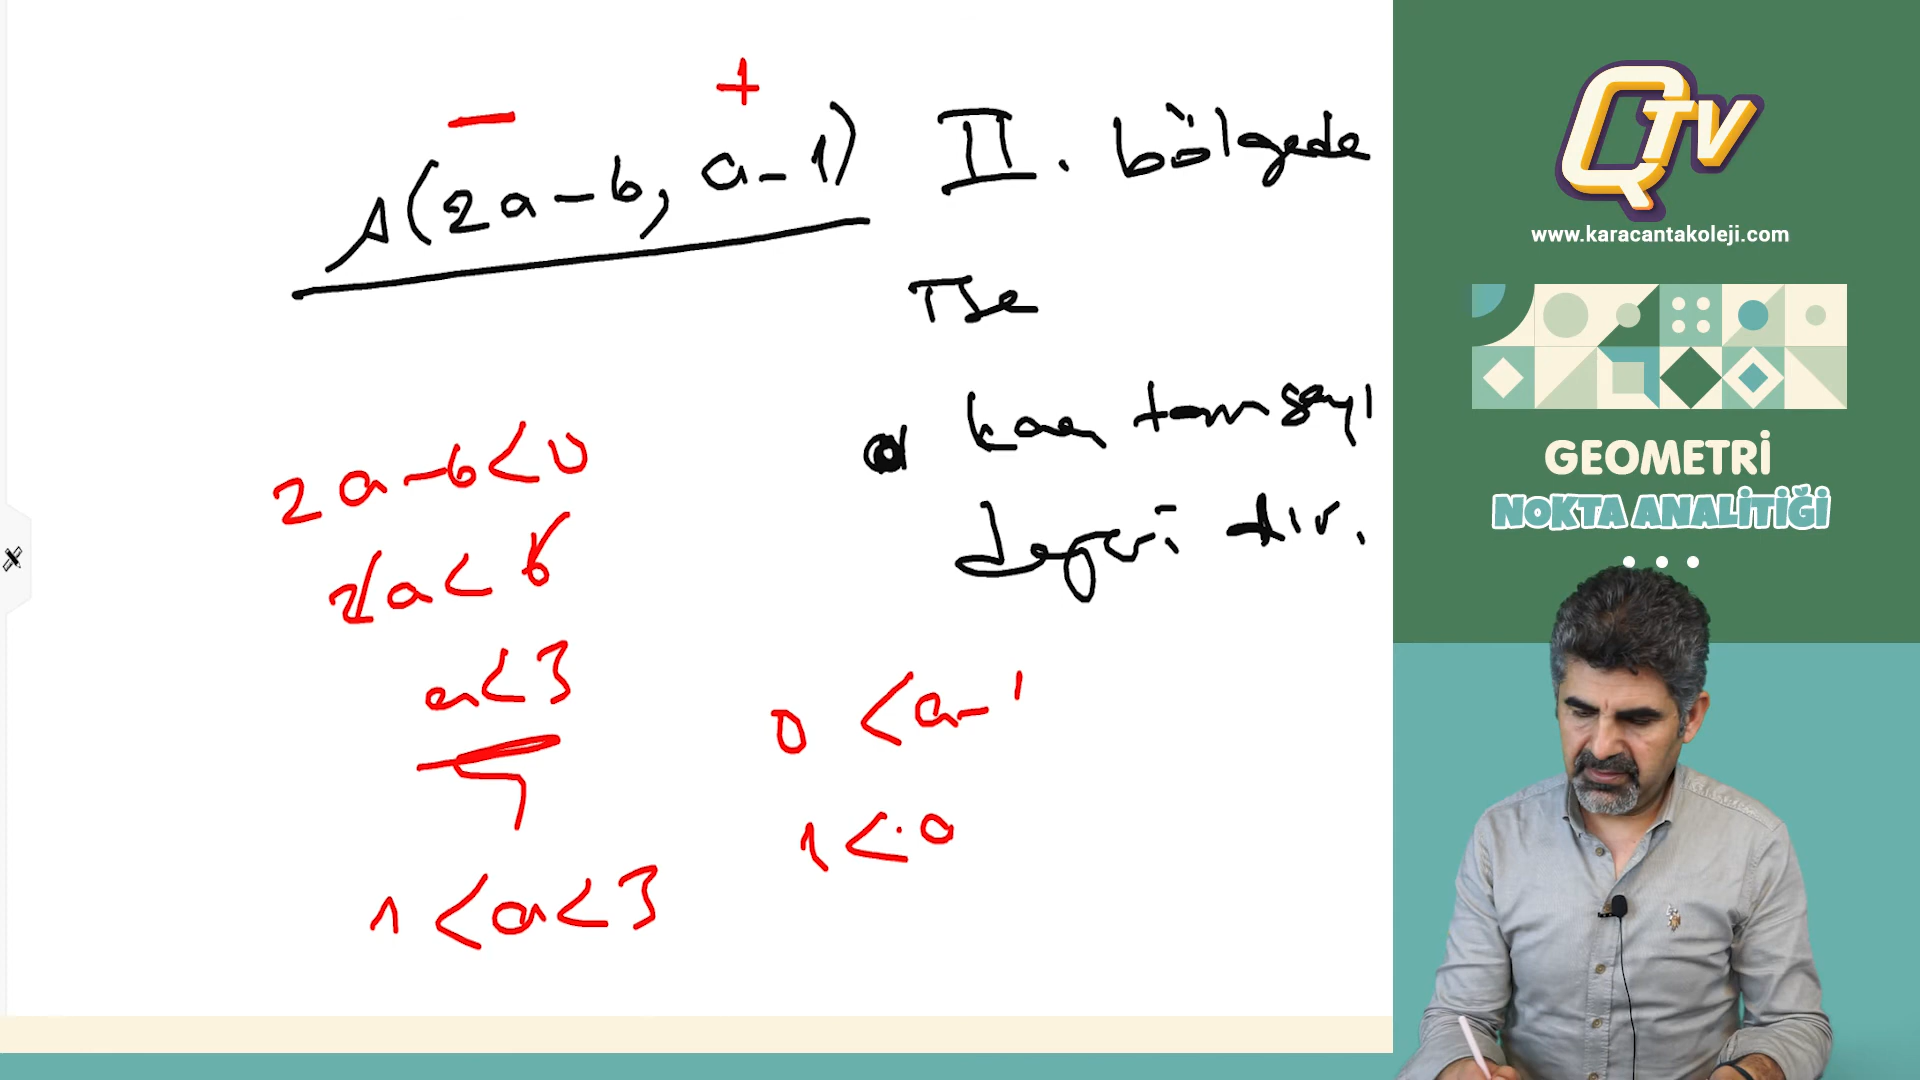 − +
A(2a-6, a-1) II. bölgede
ise
a kaç tamsayı
değeri alır.
2a-6<0
2a<6
a<3
0<a-1
1<a
1<a<3
QTV
www.karacantakoleji.com
GEOMETRİ
NOKTA ANALİTİĞİ